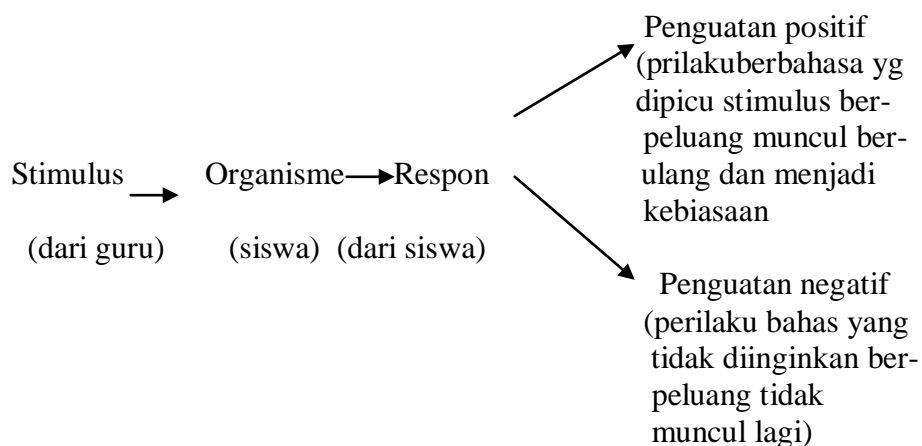 Penguatan positif
(prilakuberbahasa yg
dipicu stimulus ber-
peluang muncul ber-
ulang dan menjadi
kebiasaan
Stimulus Organisme Respon
(dari guru) (siswa) (dari siswa)
Penguatan negatif
(perilaku bahas yang
tidak diinginkan ber-
peluang tidak
muncul lagi)